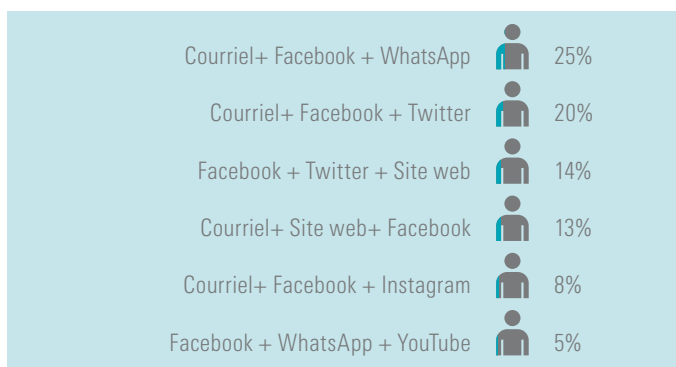 Courriel+ Facebook + WhatsApp 25%
Courriel+ Facebook + Twitter 20%
Facebook + Twitter + Site web 14%
Courriel+ Site web+ Facebook 13%
Courriel+ Facebook + Instagram 8%
Facebook + WhatsApp + YouTube 5%